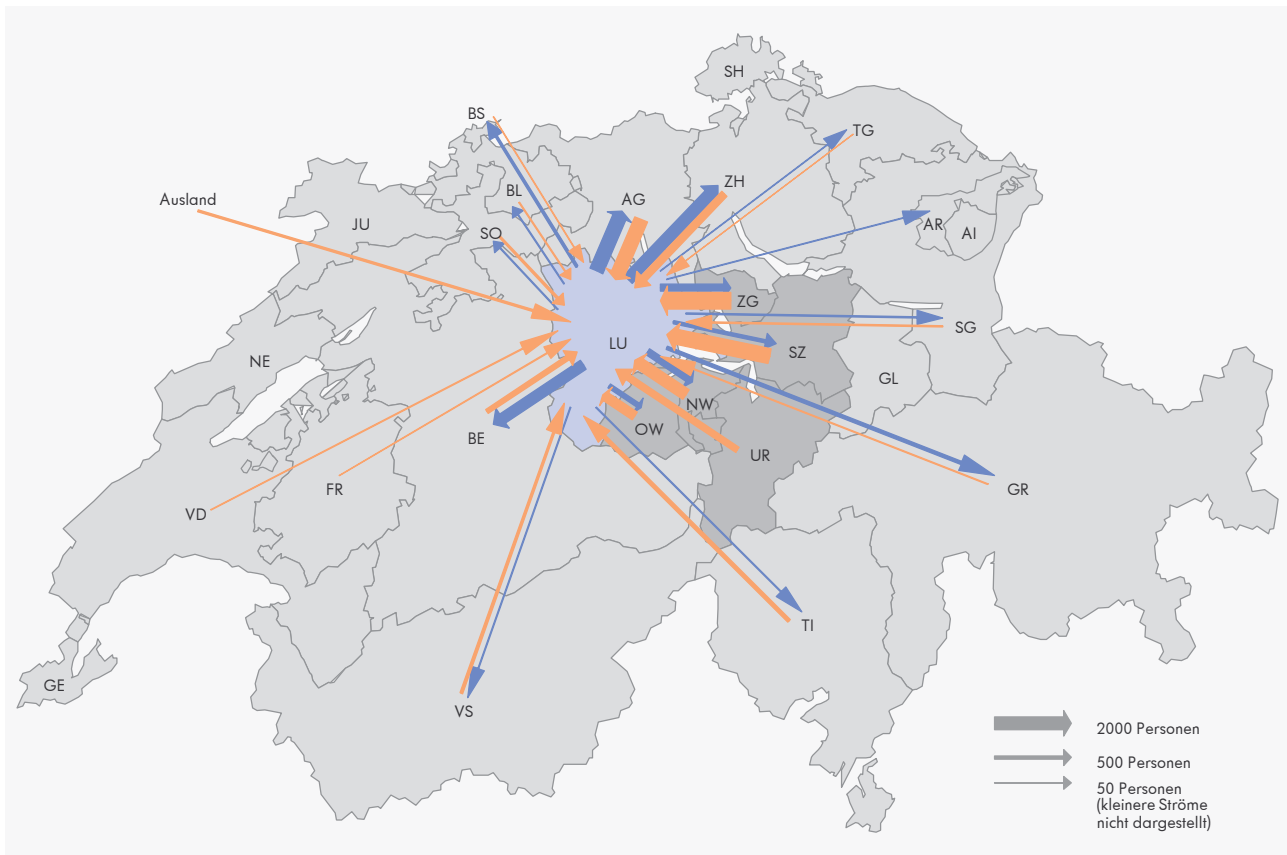 SH
BS
TG
ZH
BL
Ausland
AG
JU
SO
AR
AI
ZG
SG
LU
SZ
NE
GL
NW
OW
BE
UR
FR
GR
VD
TI
GE
VS
2000 Personen
500 Personen
50 Personen
(kleinere Ströme
nicht dargestellt)